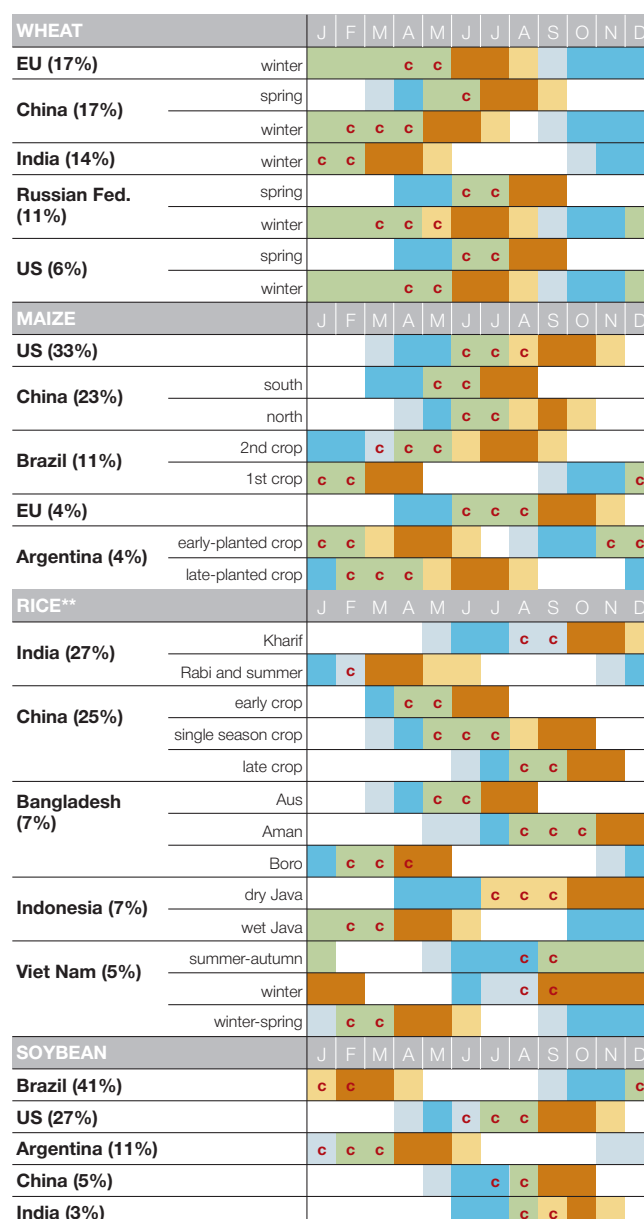 WHEAT J F M A M J J A S O N D
EU (17%) winter c c
China (17%) spring c
winter c c c
India (14%) winter c c
Russian Fed. (11%) spring c c
winter c c c
US (6%) spring c c
winter c c
MAIZE J F M A M J J A S O N D
US (33%) c c c
China (23%) south c c
north c c
Brazil (11%) 2nd crop c c c
1st crop c c c
EU (4%) c c c
Argentina (4%) early-planted crop c c c c
late-planted crop c c c
RICE** J F M A M J J A S O N D
India (27%) Kharif c c
Rabi and summer c
China (25%) early crop c c
single season crop c c c
late crop c c
Bangladesh (7%) Aus c c
Aman c c c
Boro c c c
Indonesia (7%) dry Java c c c
wet Java c c
Viet Nam (5%) summer-autumn c c
winter c c
winter-spring c c
SOYBEAN J F M A M J J A S O N D
Brazil (41%) c c c
US (27%) c c c
Argentina (11%) c c c
China (5%) c c
India (3%) c c